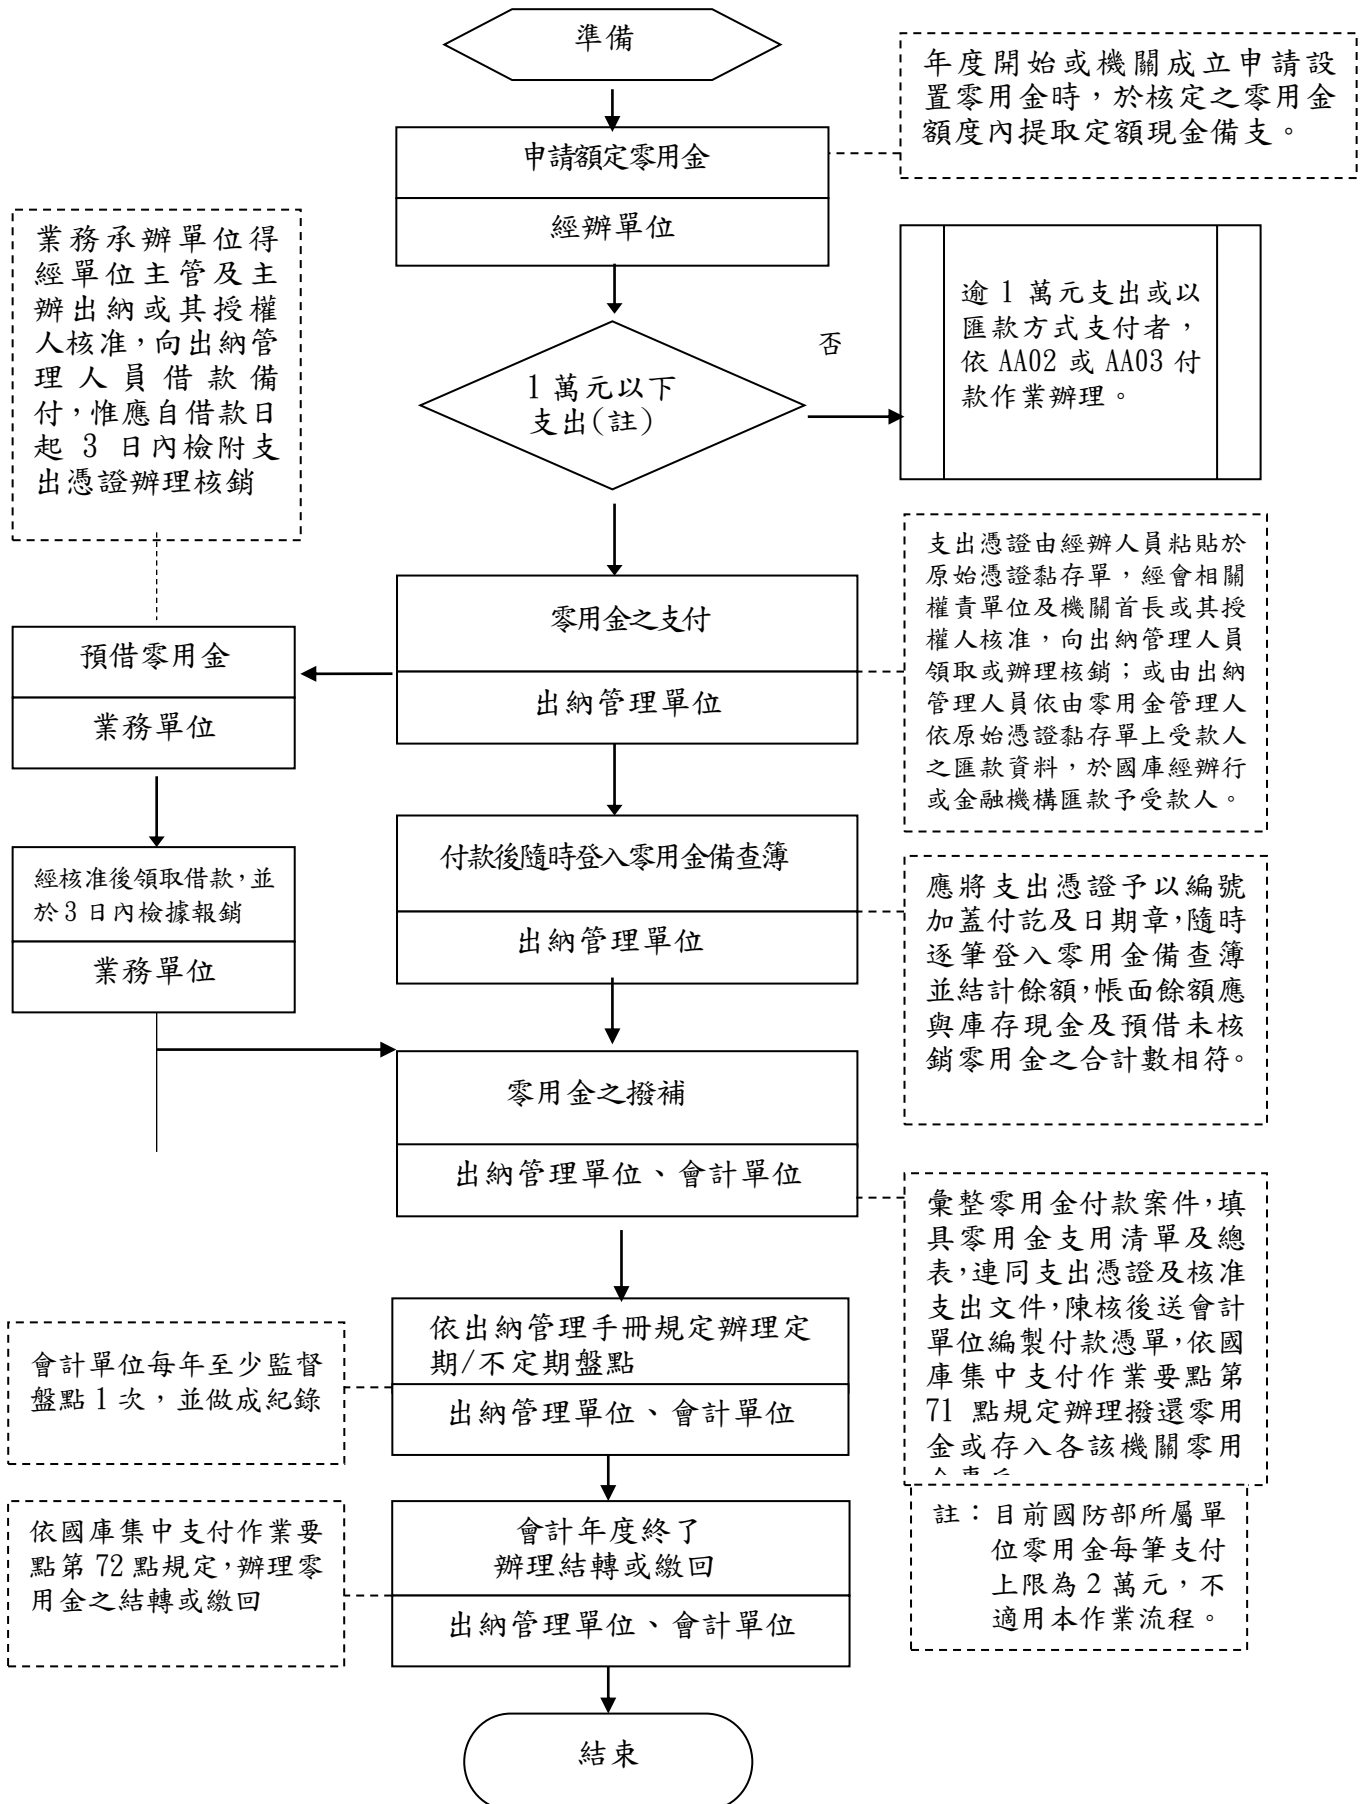 準備
年度開始或機關成立申請設
置零用金時，於核定之零用金
額度內提取定額現金備支。
申請額定零用金
經辦單位
業務承辦單位得
經單位主管及主
辦出納或其授權
人核准，向出納管
理人員借款備
付，惟應自借款日
起 3 日內檢附支
出憑證辦理核銷
逾 1 萬元支出或以
匯款方式支付者，
依 AA02 或 AA03 付
款作業辦理。
否
1 萬元以下
支出(註)
支出憑證由經辦人員粘貼於
原始憑證黏存單，經會相關
權責單位及機關首長或其授
權人核准，向出納管理人員
領取或辦理核銷；或由出納
管理人員依由零用金管理人
依原始憑證黏存單上受款人
之匯款資料，於國庫經辦行
或金融機構匯款予受款人。
零用金之支付
出納管理單位
預借零用金
業務單位
付款後隨時登入零用金備查簿
出納管理單位
經核准後領取借款，並
於 3 日內檢據報銷
業務單位
應將支出憑證予以編號
加蓋付訖及日期章，隨時
逐筆登入零用金備查簿
並結計餘額，帳面餘額應
與庫存現金及預借未核
銷零用金之合計數相符。
零用金之撥補
出納管理單位、會計單位
彙整零用金付款案件，填
具零用金支用清單及總
表，連同支出憑證及核准
支出文件，陳核後送會計
單位編製付款憑單，依國
庫集中支付作業要點第
71 點規定辦理撥還零用
金或存入各該機關零用
依出納管理手冊規定辦理定
期/不定期盤點
出納管理單位、會計單位
會計單位每年至少監督
盤點 1 次，並做成紀錄
會計年度終了
辦理結轉或繳回
出納管理單位、會計單位
依國庫集中支付作業要
點第 72 點規定，辦理零
用金之結轉或繳回
註：目前國防部所屬單
位零用金每筆支付
上限為 2 萬元，不
適用本作業流程。
結束